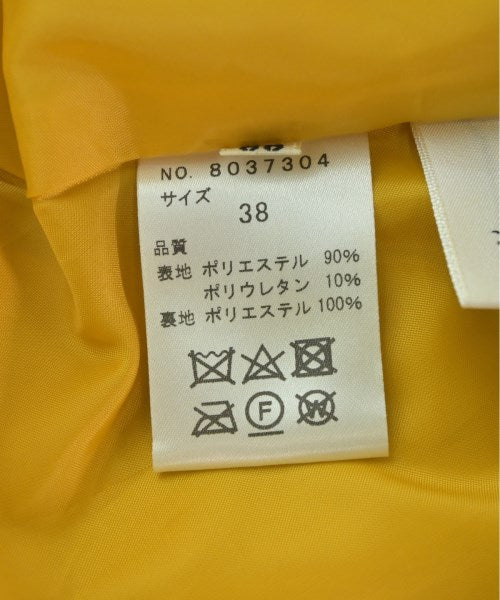 NO. 8037304
サイズ
38
品質
表地 ポリエステル 90%
ポリウレタン 10%
裏地 ポリエステル 100%
F
W